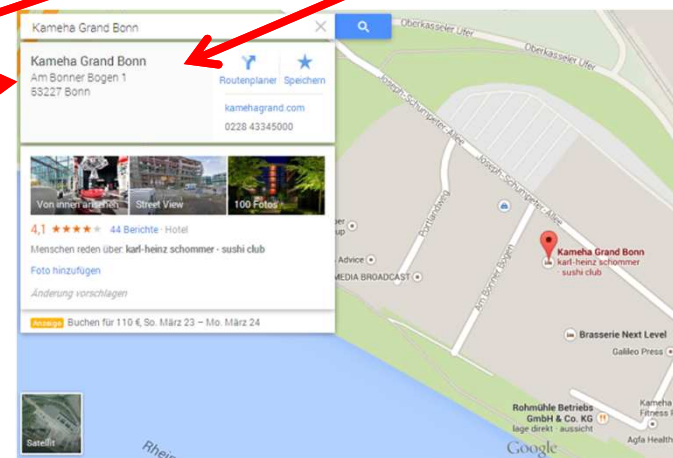 Kameha Grand Bonn
Kameha Grand Bonn
Am Bonner Bogen 1
53227 Bonn
Routenplaner Speichern
kamehagrand.com
0228 43345000
Von innen ansehen
Street View
100 Fotos
4,1 ★★★★★ 44 Berichte · Hotel
Menschen reden über: karl-heinz schommer - sushi club
Foto hinzufügen
Änderung vorschlagen
Anzeige Buchen für 110 €, So. März 23 – Mo. März 24
Satellit
Oberkasseler Ufer
Oberkasseler Ufer
Joseph-Schumpeter-Allee
Joseph-Schumpeter-Allee
Portlandweg
Am Bonner Bogen
Advice
MEDIA BROADCAST
Kameha Grand Bonn
karl-heinz schommer
sushi club
Brasserie Next Level
Galileo Press
Rohmühle Betriebs
GmbH & Co. KG
lage direkt · aussicht
Kameha
Fitness
Agfa Health
Google